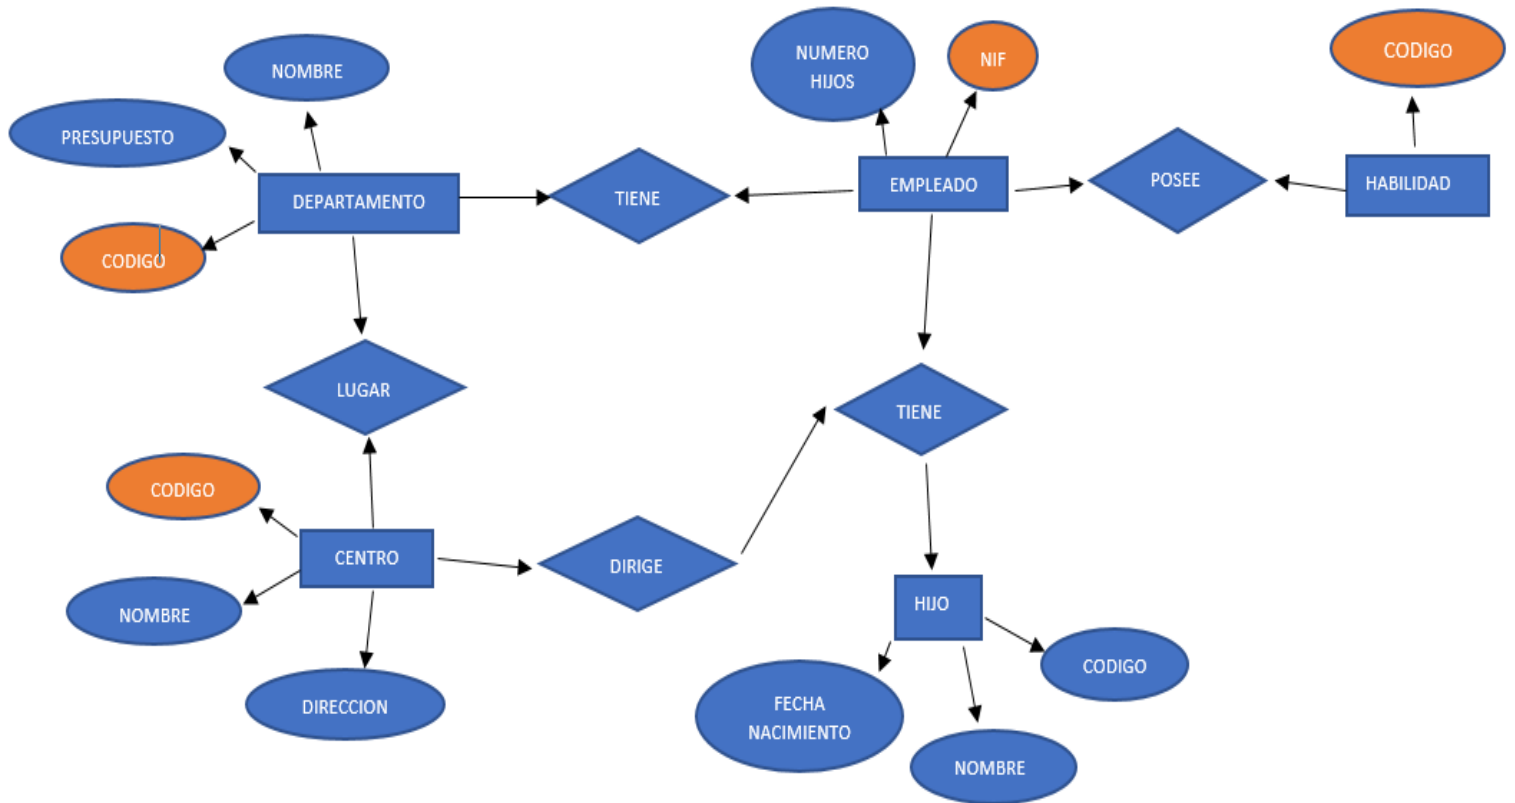 NOMBRE
NUMERO
HIJOS
NIF
CODIGO
PRESUPUESTO
DEPARTAMENTO
TIENE
EMPLEADO
POSEE
HABILIDAD
CODIGO
LUGAR
TIENE
CODIGO
CENTRO
DIRIGE
NOMBRE
HIJO
DIRECCION
CODIGO
FECHA
NACIMIENTO
NOMBRE